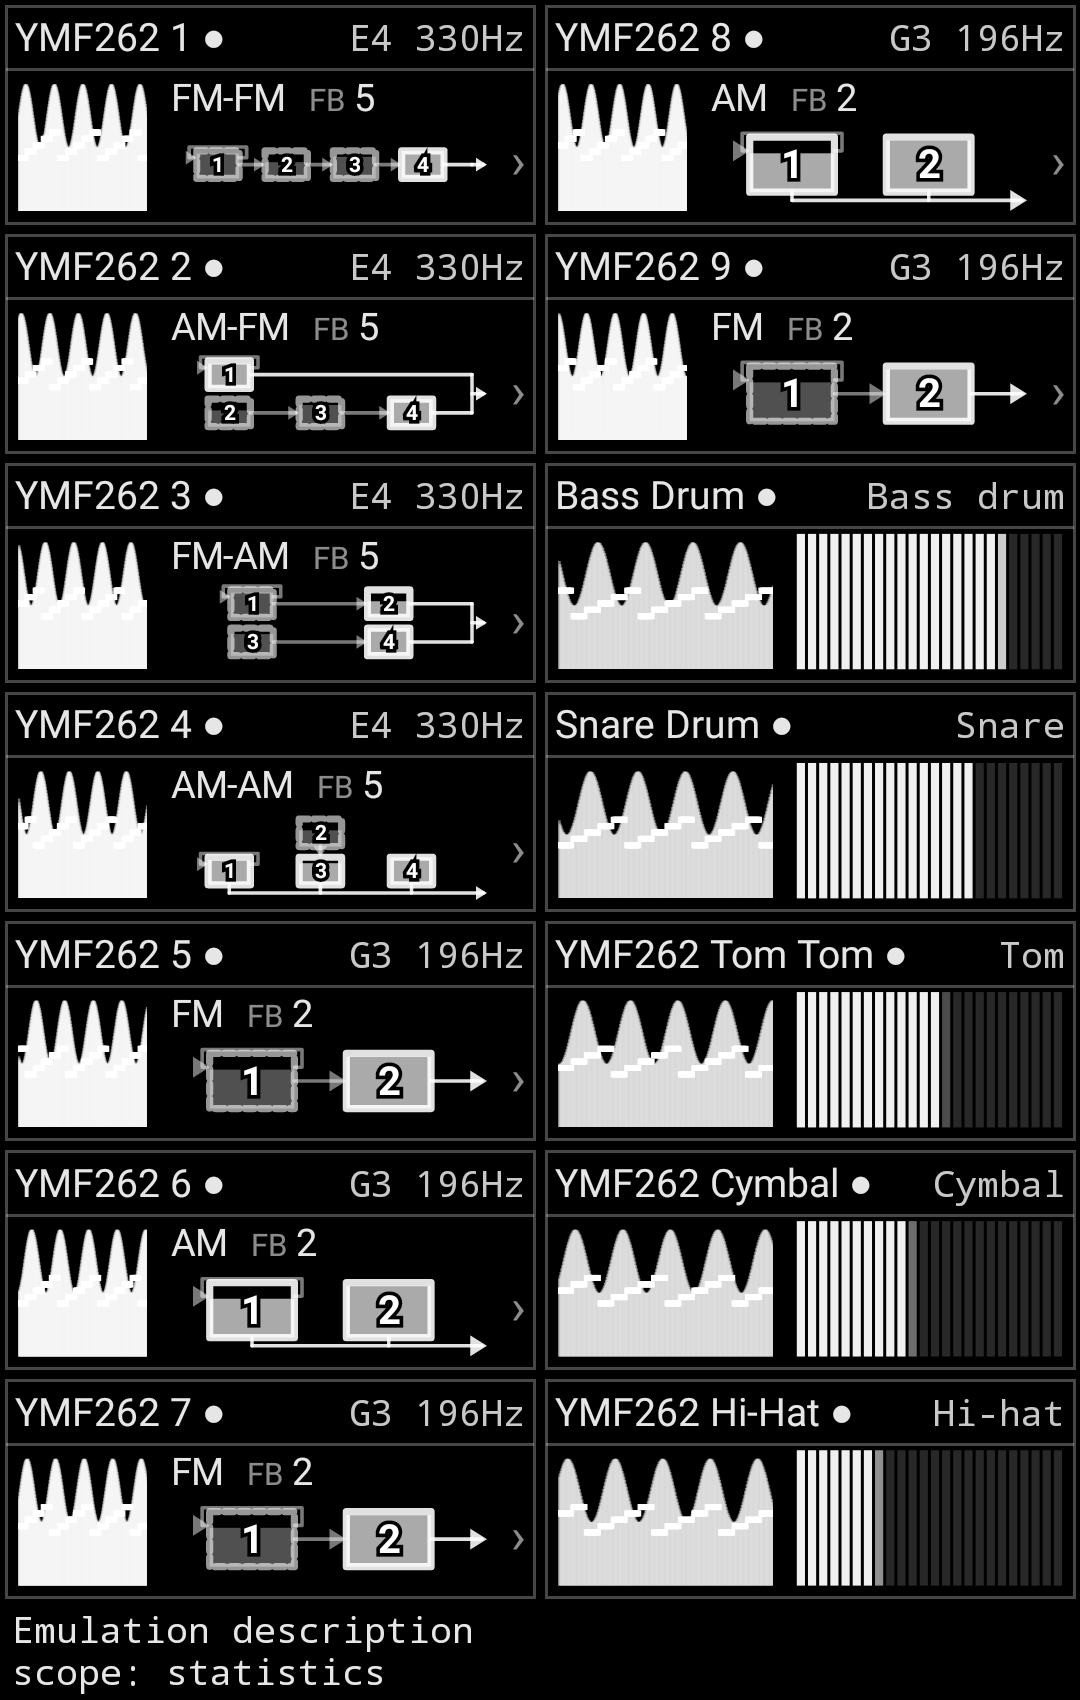 YMF262 1 ● E4 330Hz
FM-FM FB 5
1 2 3 4
YMF262 2 ● E4 330Hz
AM-FM FB 5
1
2 3 4
YMF262 3 ● E4 330Hz
FM-AM FB 5
1 2
3 4
YMF262 4 ● E4 330Hz
AM-AM FB 5
2
1 3 4
YMF262 5 ● G3 196Hz
FM FB 2
1 2
YMF262 6 ● G3 196Hz
AM FB 2
1 2
YMF262 7 ● G3 196Hz
FM FB 2
1 2
YMF262 8 ● G3 196Hz
AM FB 2
1 2
YMF262 9 ● G3 196Hz
FM FB 2
1 2
Bass Drum ● Bass drum
Snare Drum ● Snare
YMF262 Tom Tom ● Tom
YMF262 Cymbal ● Cymbal
YMF262 Hi-Hat ● Hi-hat
Emulation description
scope: statistics